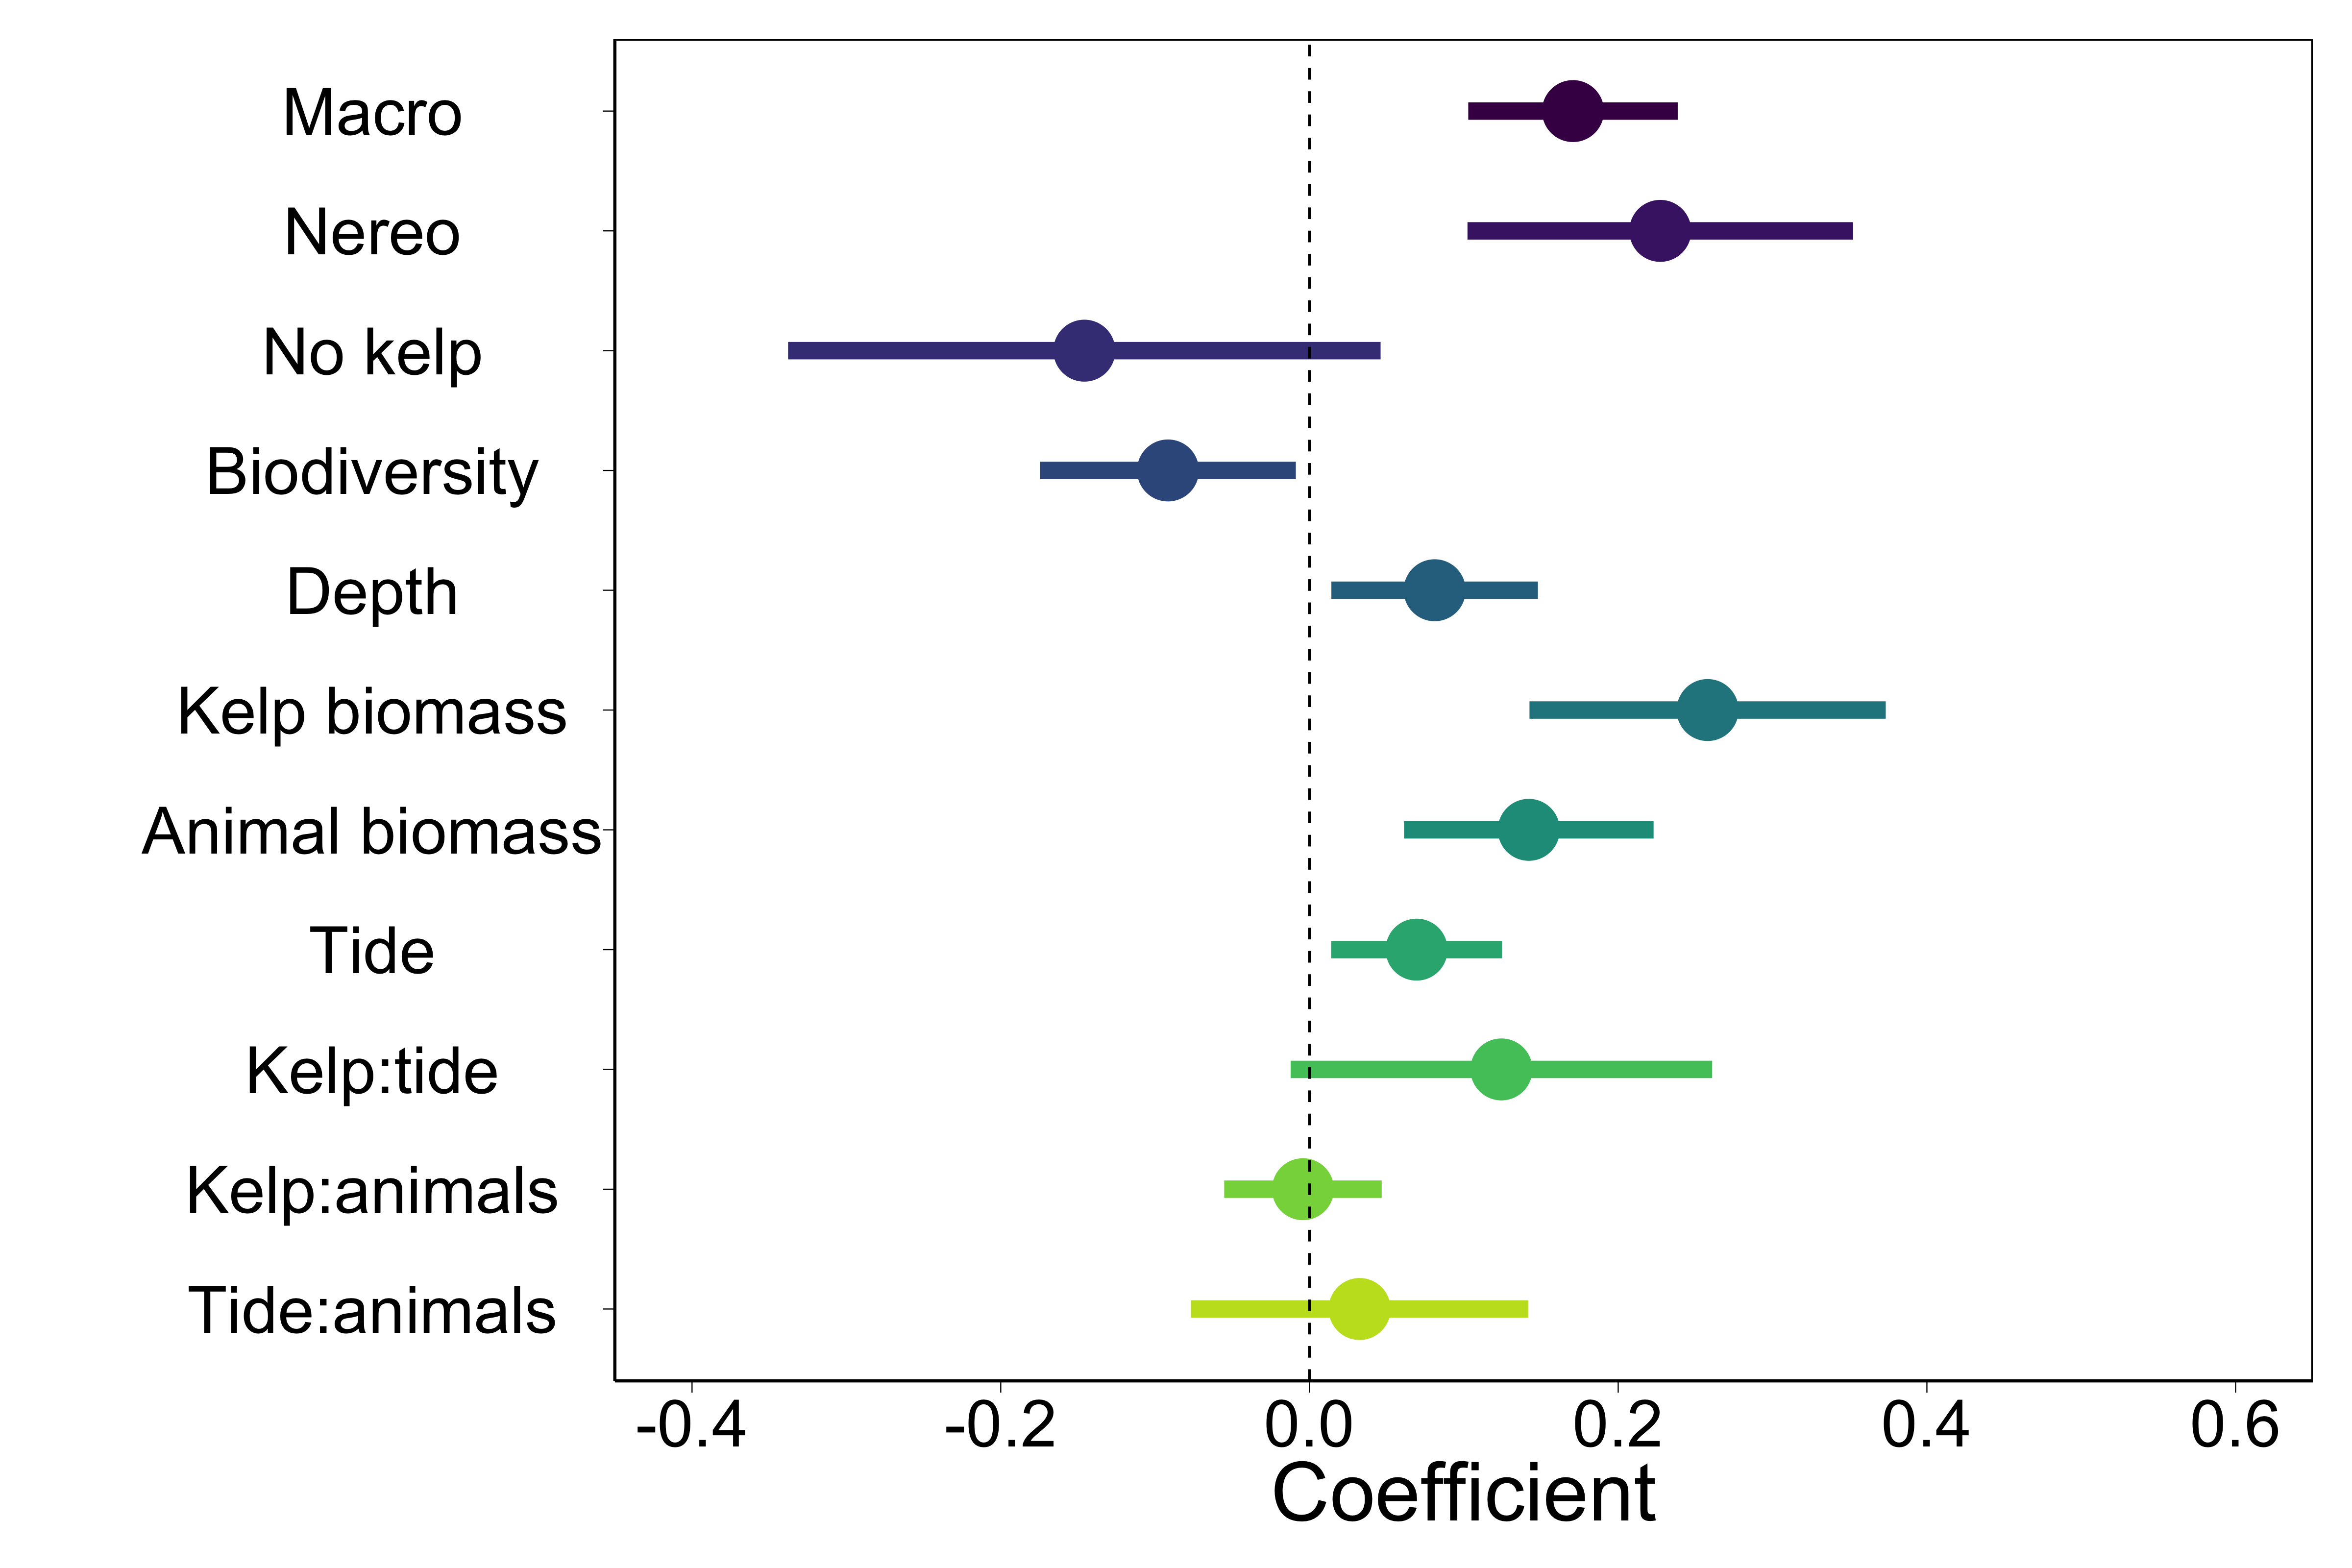 Macro
Nereo
No kelp
Biodiversity
Depth
Kelp biomass
Animal biomass
Tide
Kelp:tide
Kelp:animals
Tide:animals
-0.4 -0.2 0.0 0.2 0.4 0.6
Coefficient